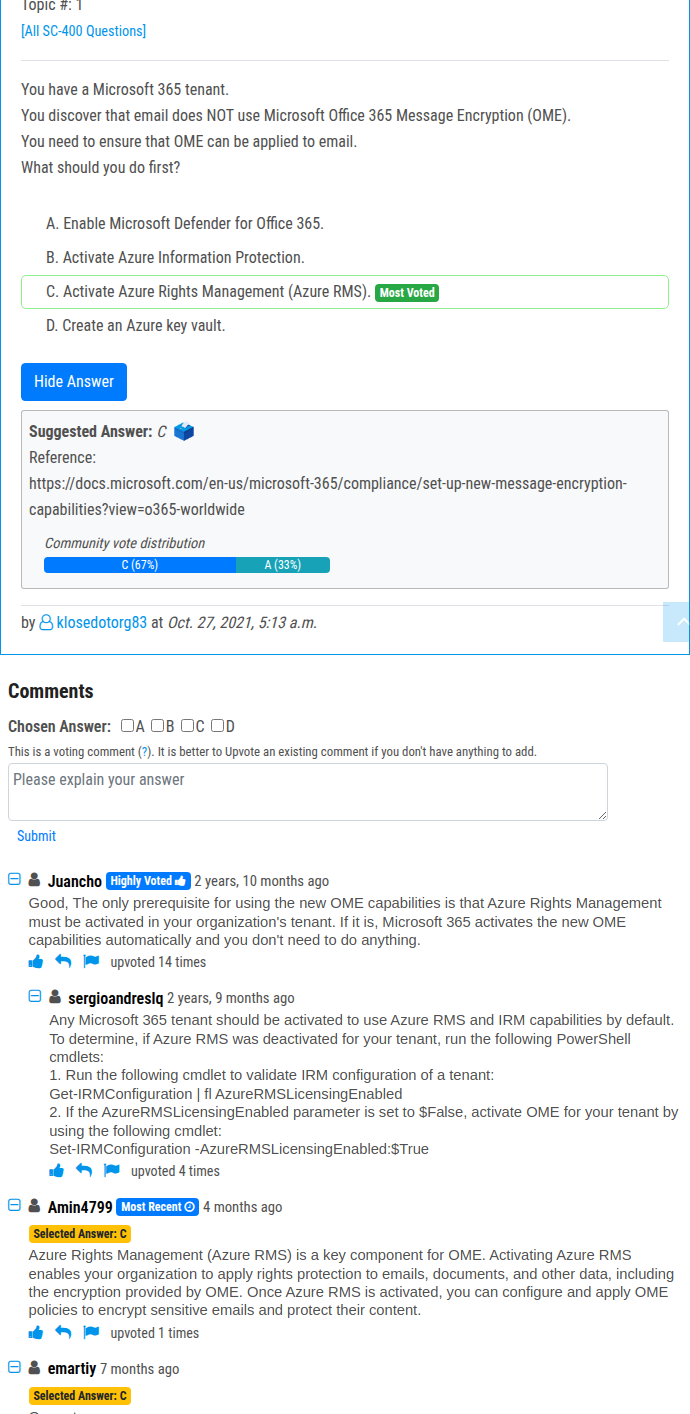 Topic #: 1
[All SC-400 Questions]
You have a Microsoft 365 tenant.
You discover that email does NOT use Microsoft Office 365 Message Encryption (OME).
You need to ensure that OME can be applied to email.
What should you do first?
A. Enable Microsoft Defender for Office 365.
B. Activate Azure Information Protection.
C. Activate Azure Rights Management (Azure RMS). Most Voted
D. Create an Azure key vault.
Hide Answer
Suggested Answer: C
Reference:
https://docs.microsoft.com/en-us/microsoft-365/compliance/set-up-new-message-encryption-
capabilities?view=o365-worldwide
Community vote distribution
C (67%) A (33%)
by klosedotorg83 at Oct. 27, 2021, 5:13 a.m.
Comments
Chosen Answer: A B C D
This is a voting comment (?). It is better to Upvote an existing comment if you don't have anything to add.
Please explain your answer
Submit
Juancho Highly Voted 2 years, 10 months ago
Good, The only prerequisite for using the new OME capabilities is that Azure Rights Management
must be activated in your organization's tenant. If it is, Microsoft 365 activates the new OME
capabilities automatically and you don't need to do anything.
upvoted 14 times
sergioandreslq 2 years, 9 months ago
Any Microsoft 365 tenant should be activated to use Azure RMS and IRM capabilities by default.
To determine, if Azure RMS was deactivated for your tenant, run the following PowerShell
cmdlets:
1. Run the following cmdlet to validate IRM configuration of a tenant:
Get-IRMConfiguration | fl AzureRMSLicensingEnabled
2. If the AzureRMSLicensingEnabled parameter is set to $False, activate OME for your tenant by
using the following cmdlet:
Set-IRMConfiguration -AzureRMSLicensingEnabled:$True
upvoted 4 times
Amin4799 Most Recent 4 months ago
Selected Answer: C
Azure Rights Management (Azure RMS) is a key component for OME. Activating Azure RMS
enables your organization to apply rights protection to emails, documents, and other data, including
the encryption provided by OME. Once Azure RMS is activated, you can configure and apply OME
policies to encrypt sensitive emails and protect their content.
upvoted 1 times
emartiy 7 months ago
Selected Answer: C